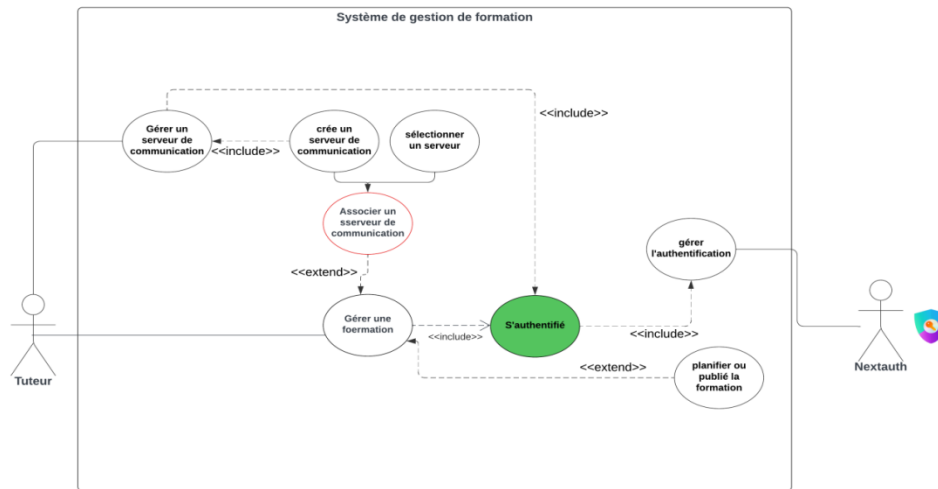 Système de gestion de formation
<<include>>
Gérer un
serveur de
communication
<<include>>
crée un
serveur de
communication
sélectionner
un serveur
Associer un
sserveur de
communication
<<extend>>
gérer
l'authentification
Gérer une
foermation
<<include>>
S'authentifié
<<include>>
<<extend>>
planifier ou
publié la
formation
Tuteur
Nextauth